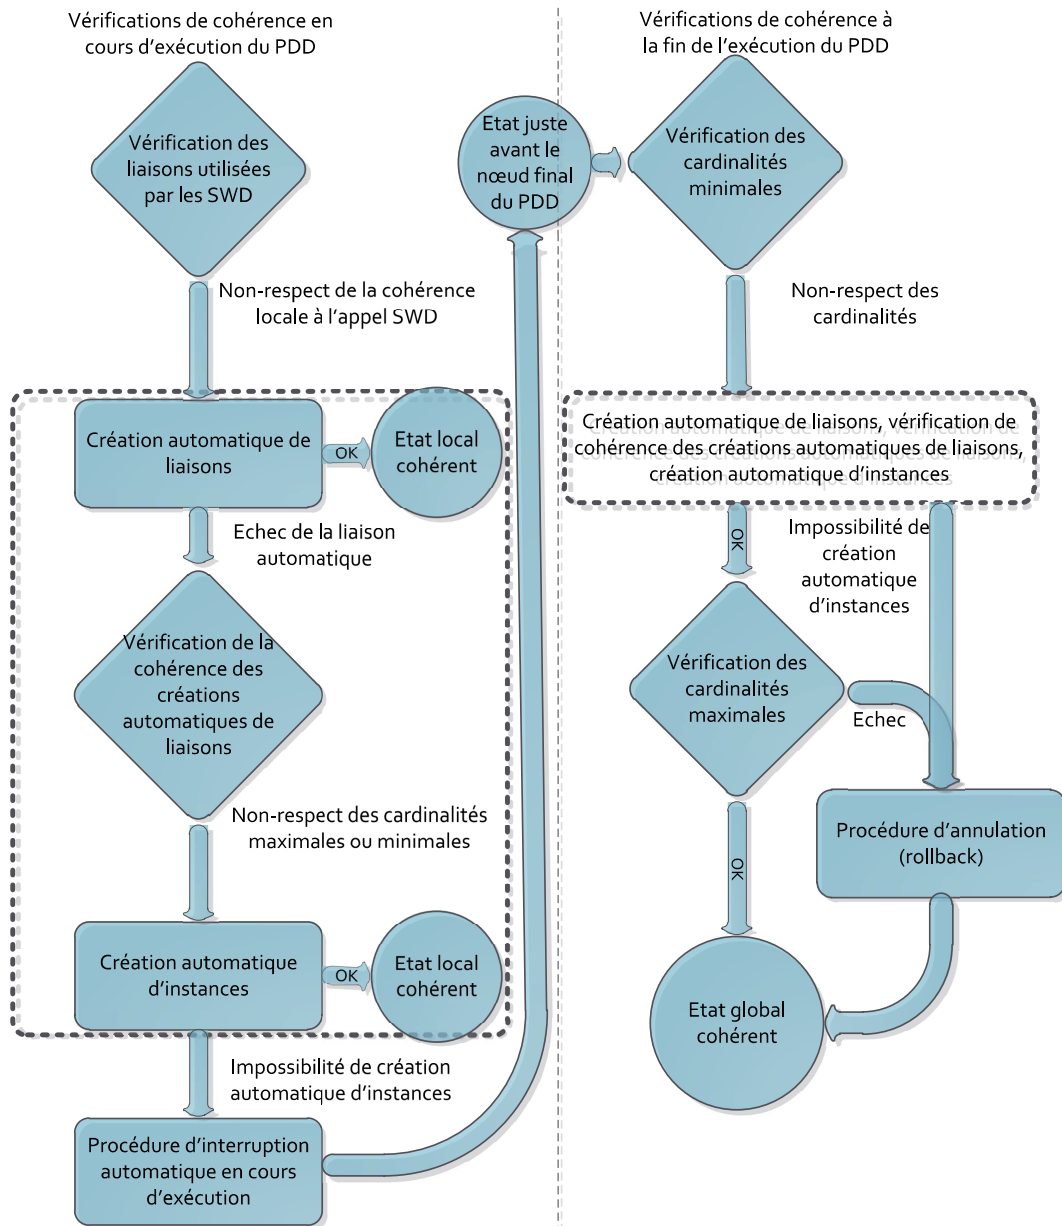 Vérifications de cohérence en
cours d'exécution du PDD
Vérification des
liaisons utilisées
par les SWD
Non-respect de la cohérence
locale à l'appel SWD
Création automatique de
liaisons
OK
Etat local
cohérent
Echec de la liaison
automatique
Vérification de la
cohérence des
créations
automatiques de
liaisons
Non-respect des cardinalités
maximales ou minimales
Création automatique
d'instances
OK
Etat local
cohérent
Impossibilité de création
automatique d'instances
Procédure d'interruption
automatique en cours
d'exécution
Etat juste
avant le
nœud final
du PDD
Vérifications de cohérence à
la fin de l'exécution du PDD
Vérification des
cardinalités
minimales
Non-respect des
cardinalités
Création automatique de liaisons, vérification de
cohérence des créations automatiques de liaisons,
création automatique d'instances
OK
Impossibilité de
création
automatique
d'instances
Vérification des
cardinalités
maximales
Echec
Procédure d'annulation
(rollback)
OK
Etat global
cohérent